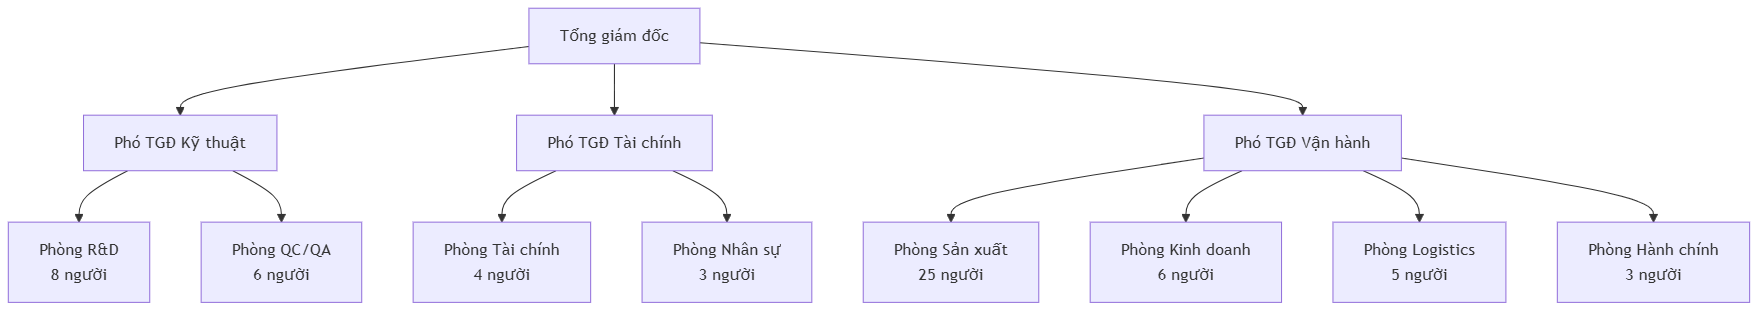 Tổng giám đốc
Phó TGĐ Kỹ thuật
Phó TGĐ Tài chính
Phó TGĐ Vận hành
Phòng R&D
8 người
Phòng QC/QA
6 người
Phòng Tài chính
4 người
Phòng Nhân sự
3 người
Phòng Sản xuất
25 người
Phòng Kinh doanh
6 người
Phòng Logistics
5 người
Phòng Hành chính
3 người